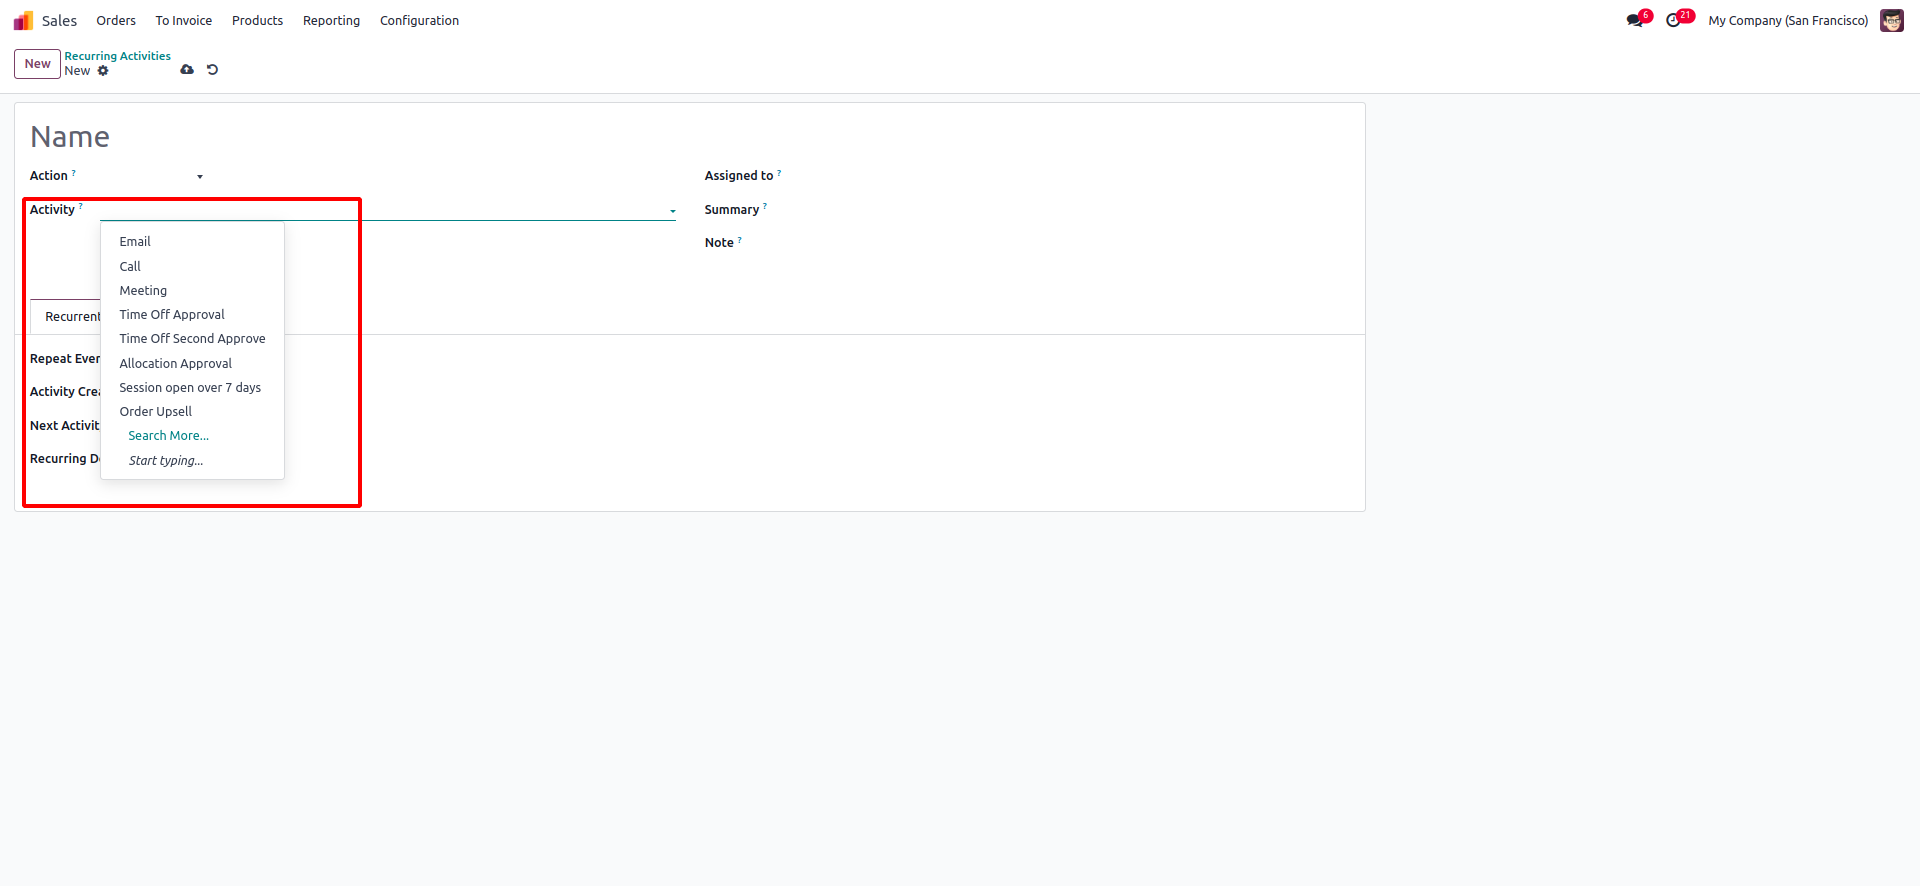 Sales Orders To Invoice Products Reporting Configuration 6 21 My Company (San Francisco)
New Recurring Activities
New
Name
Action ? Assigned to ?
Activity ? Summary ?
Email Note ?
Call
Meeting
Time Off Approval
Recurrent
Time Off Second Approve
Repeat Ever
Allocation Approval
Session open over 7 days
Activity Crea
Order Upsell
Next Activit
Search More...
Recurring De
Start typing...